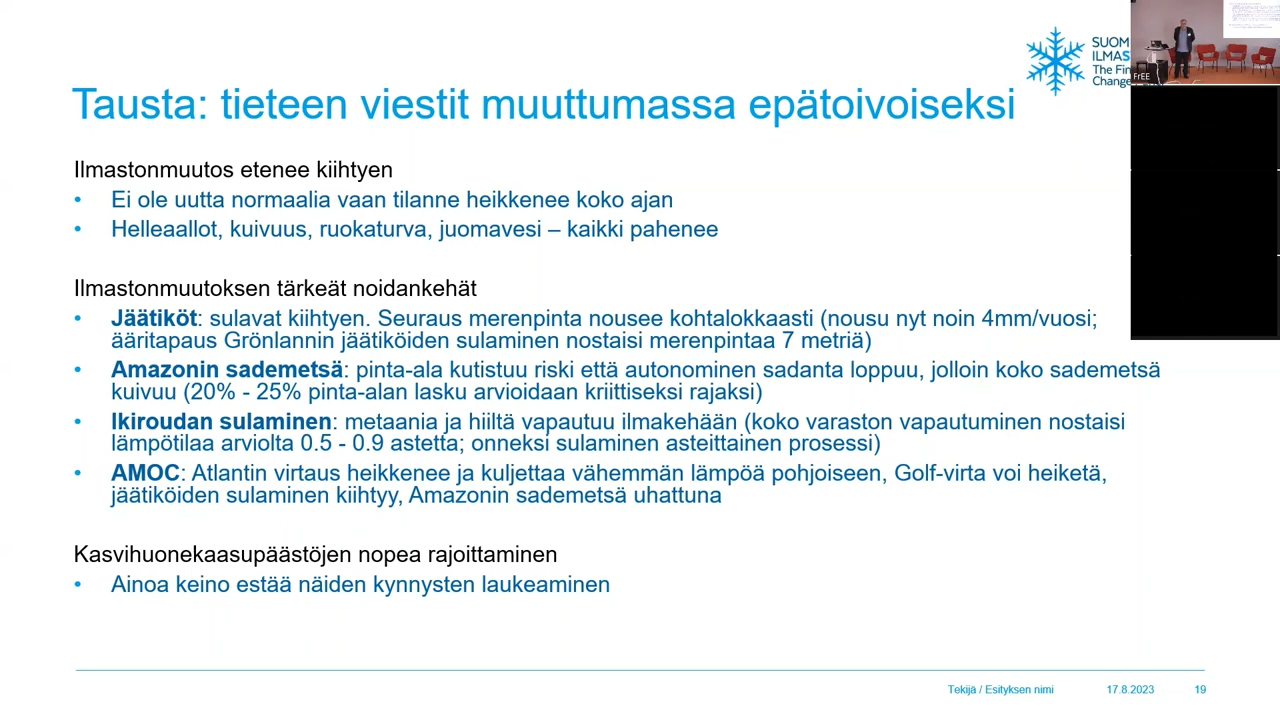 SUOM
ILMAS
The Fin
Change
FrEE
Tausta: tieteen viestit muuttumassa epätoivoiseksi
Ilmastonmuutos etenee kiihtyen
• Ei ole uutta normaalia vaan tilanne heikkenee koko ajan
• Helleaallot, kuivuus, ruokaturva, juomavesi – kaikki pahenee
Ilmastonmuutoksen tärkeät noidankehät
• Jäätiköt: sulavat kiihtyen. Seuraus merenpinta nousee kohtalokkaasti (nousu nyt noin 4mm/vuosi;
ääritapaus Grönlannin jäätiköiden sulaminen nostaisi merenpintaa 7 metriä)
• Amazonin sademetsä: pinta-ala kutistuu riski että autonominen sadanta loppuu, jolloin koko sademetsä
kuivuu (20% - 25% pinta-alan lasku arvioidaan kriittiseksi rajaksi)
• Ikiroudan sulaminen: metaania ja hiiltä vapautuu ilmakehään (koko varaston vapautuminen nostaisi
lämpötilaa arviolta 0.5 - 0.9 astetta; onneksi sulaminen asteittainen prosessi)
• AMOC: Atlantin virtaus heikkenee ja kuljettaa vähemmän lämpöä pohjoiseen, Golf-virta voi heiketä,
jäätiköiden sulaminen kiihtyy, Amazonin sademetsä uhattuna
Kasvihuonekaasupäästöjen nopea rajoittaminen
• Ainoa keino estää näiden kynnysten laukeaminen
Tekijä / Esityksen nimi 17.8.2023 19